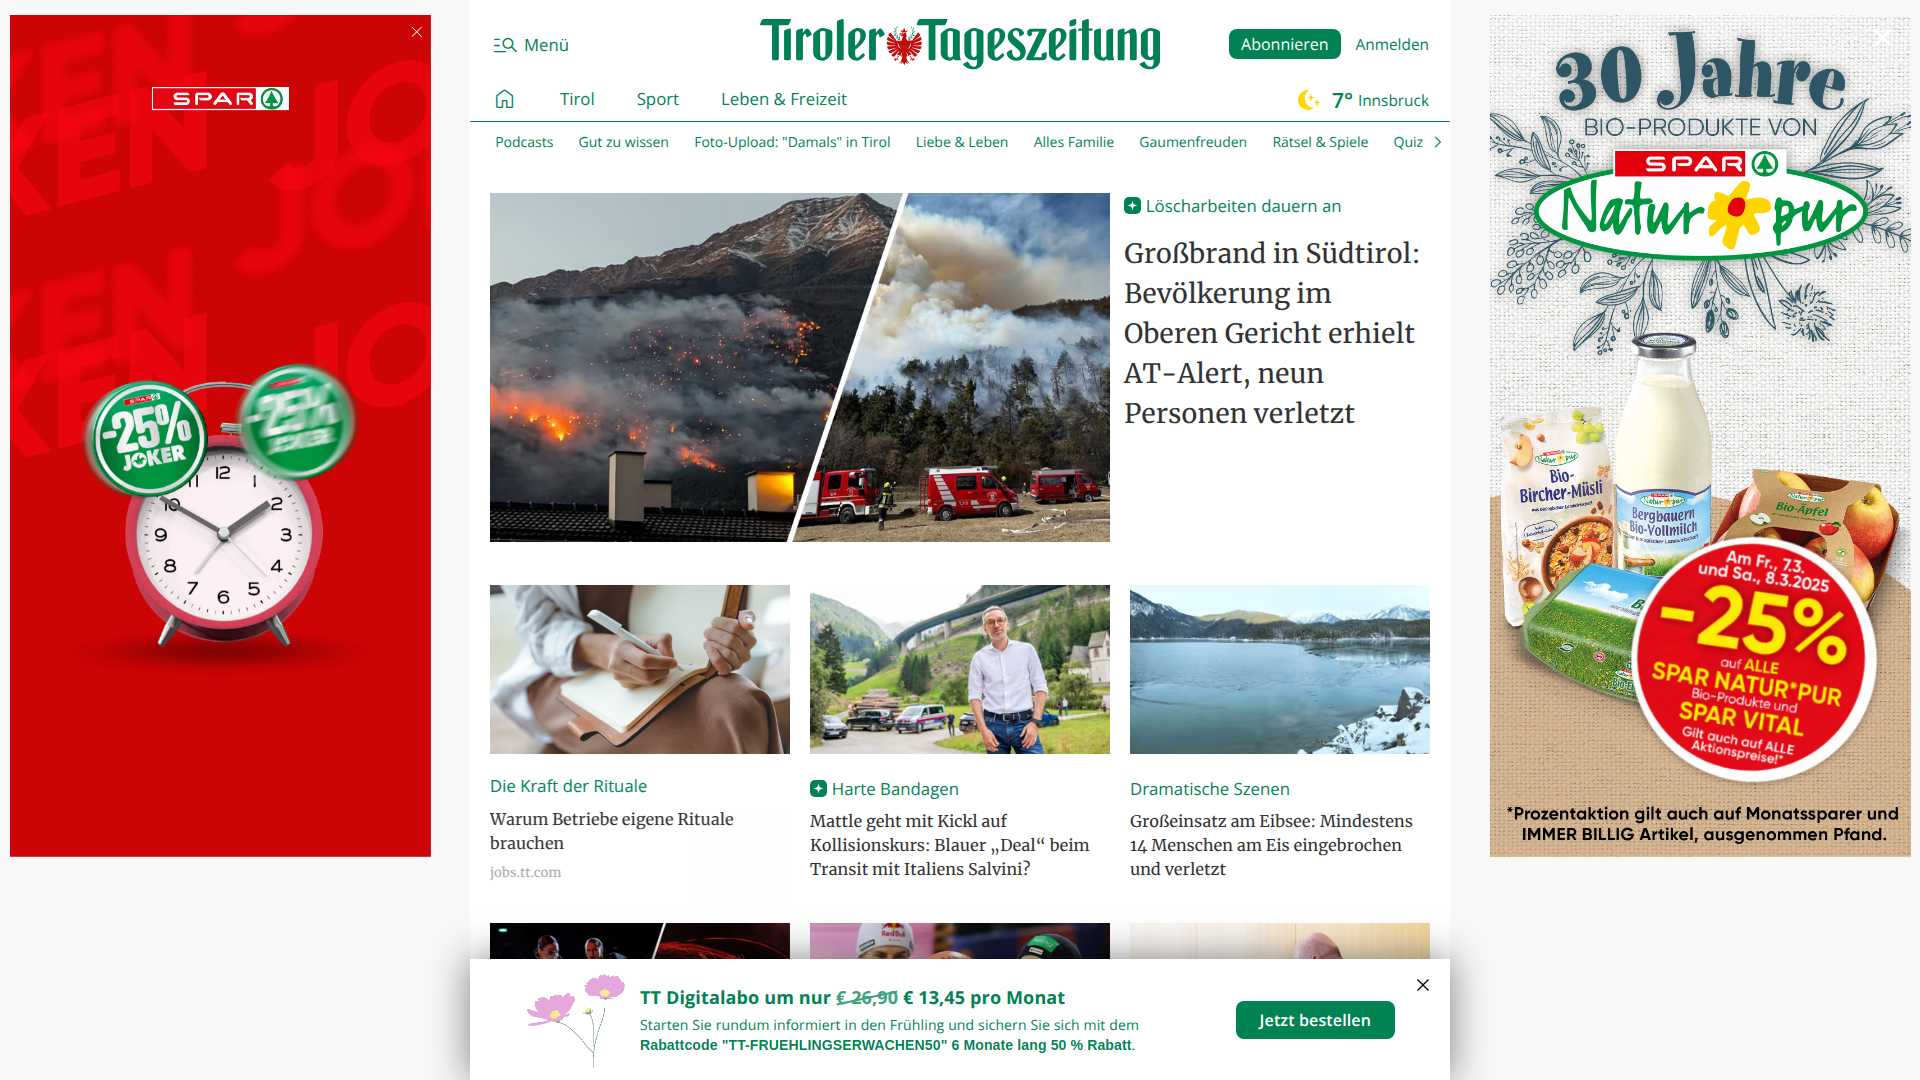 Menü
Tiroler Tageszeitung
Abonnieren
Anmelden
Tirol
Sport
Leben & Freizeit
7° Innsbruck
Podcasts
Gut zu wissen
Foto-Upload: "Damals" in Tirol
Liebe & Leben
Alles Familie
Gaumenfreuden
Rätsel & Spiele
Quiz
SPAR
-25%
JOKER
-25%
JOKER
12
11
10
2
9
3
8
4
7
6
5
Löscharbeiten dauern an
Großbrand in Südtirol:
Bevölkerung im
Oberen Gericht erhielt
AT-Alert, neun
Personen verletzt
Die Kraft der Rituale
Warum Betriebe eigene Rituale
brauchen
jobs.tt.com
Harte Bandagen
Mattle geht mit Kickl auf
Kollisionskurs: Blauer „Deal“ beim
Transit mit Italiens Salvini?
Dramatische Szenen
Großeinsatz am Eibsee: Mindestens
14 Menschen am Eis eingebrochen
und verletzt
Red Bull
TT Digitalabo um nur € 26,90 € 13,45 pro Monat
Starten Sie rundum informiert in den Frühling und sichern Sie sich mit dem
Rabattcode "TT-FRUEHLINGSERWACHEN50" 6 Monate lang 50 % Rabatt.
Jetzt bestellen
30 Jahre
BIO-PRODUKTE VON
SPAR
Natur pur
Bio-
Bircher-Müsli
Bergbauern
Bio-Vollmilch
Bio-Äpfel
Am Fr., 7.3.
und Sa., 8.3.2025
-25%
auf ALLE
SPAR NATUR*PUR
Bio-Produkte und
SPAR VITAL
Gilt auch auf ALLE
Aktionspreise!*
*Prozentaktion gilt auch auf Monatssparer und
IMMER BILLIG Artikel, ausgenommen Pfand.